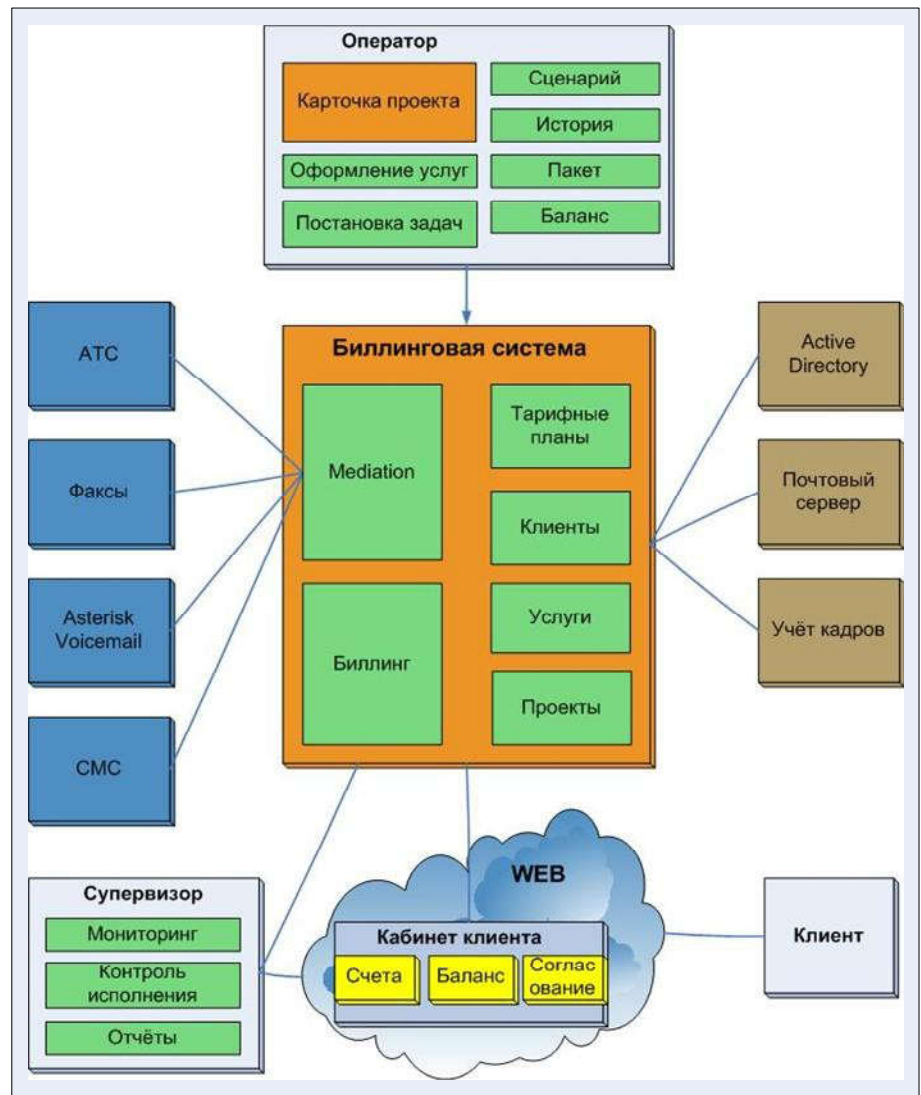 Оператор
Карточка проекта
Оформление услуг
Постановка задач
Сценарий
История
Пакет
Баланс
АТС
Факсы
Asterisk
Voicemail
СМС
Биллинговая система
Mediation
Биллинг
Тарифные
планы
Клиенты
Услуги
Проекты
Active
Directory
Почтовый
сервер
Учёт кадров
Супервизор
Мониторинг
Контроль
исполнения
Отчёты
WEB
Кабинет клиента
Счета
Баланс
Соглас
ование
Клиент